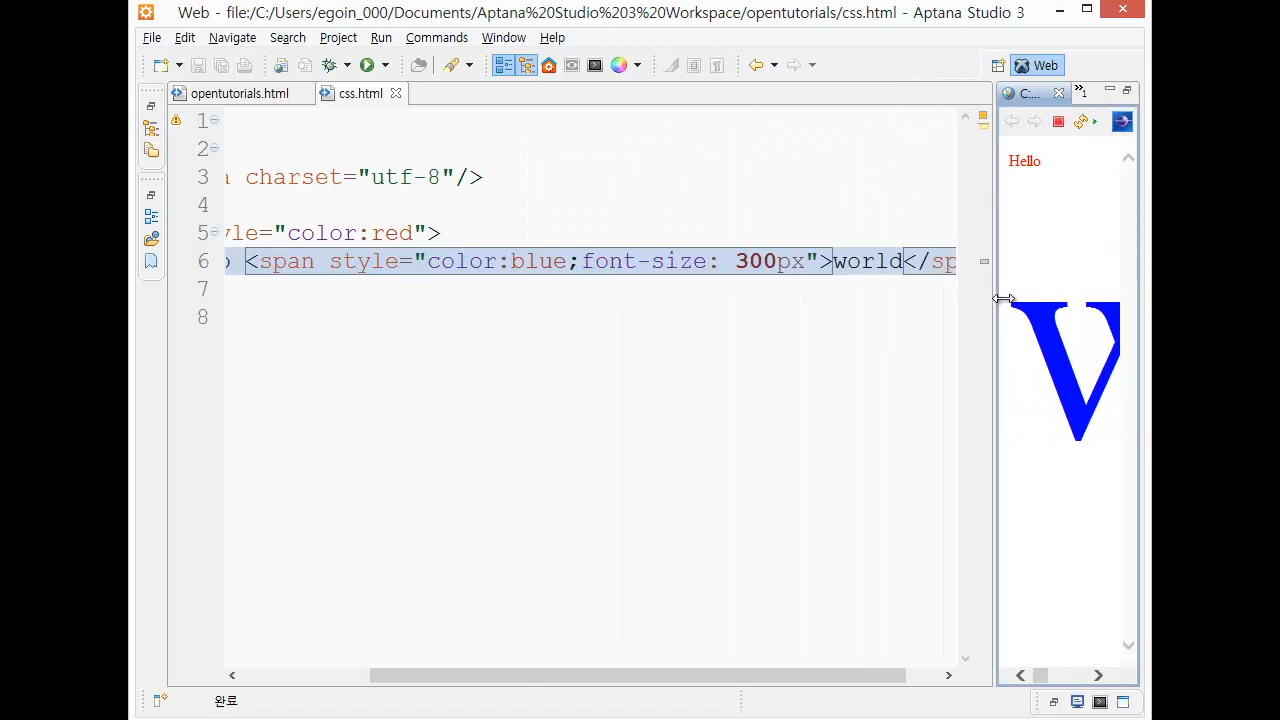 Web - file:/C:/Users/egoin_000/Documents/Aptana%20Studio%203%20Workspace/opentutorials/css.html - Aptana Studio 3
File Edit Navigate Search Project Run Commands Window Help
Web
opentutorials.html css.html C:... »1
1
2
3 a charset="utf-8"/>
4
5 yle="color:red">
6 o <span style="color:blue;font-size: 300px">world</sp
7
8
Hello
w
완료